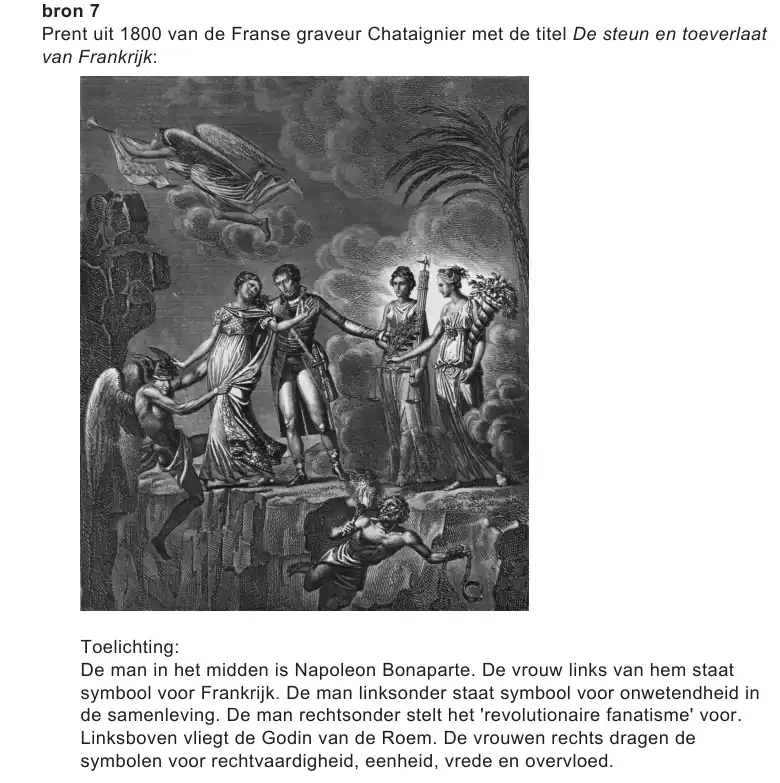 bron 7
Prent uit 1800 van de Franse graveur Chataignier met de titel De steun en toeverlaat
van Frankrijk:
Toelichting:
De man in het midden is Napoleon Bonaparte. De vrouw links van hem staat
symbool voor Frankrijk. De man linksonder staat symbool voor onwetendheid in
de samenleving. De man rechtsonder stelt het 'revolutionaire fanatisme' voor.
Linksboven vliegt de Godin van de Roem. De vrouwen rechts dragen de
symbolen voor rechtvaardigheid, eenheid, vrede en overvloed.